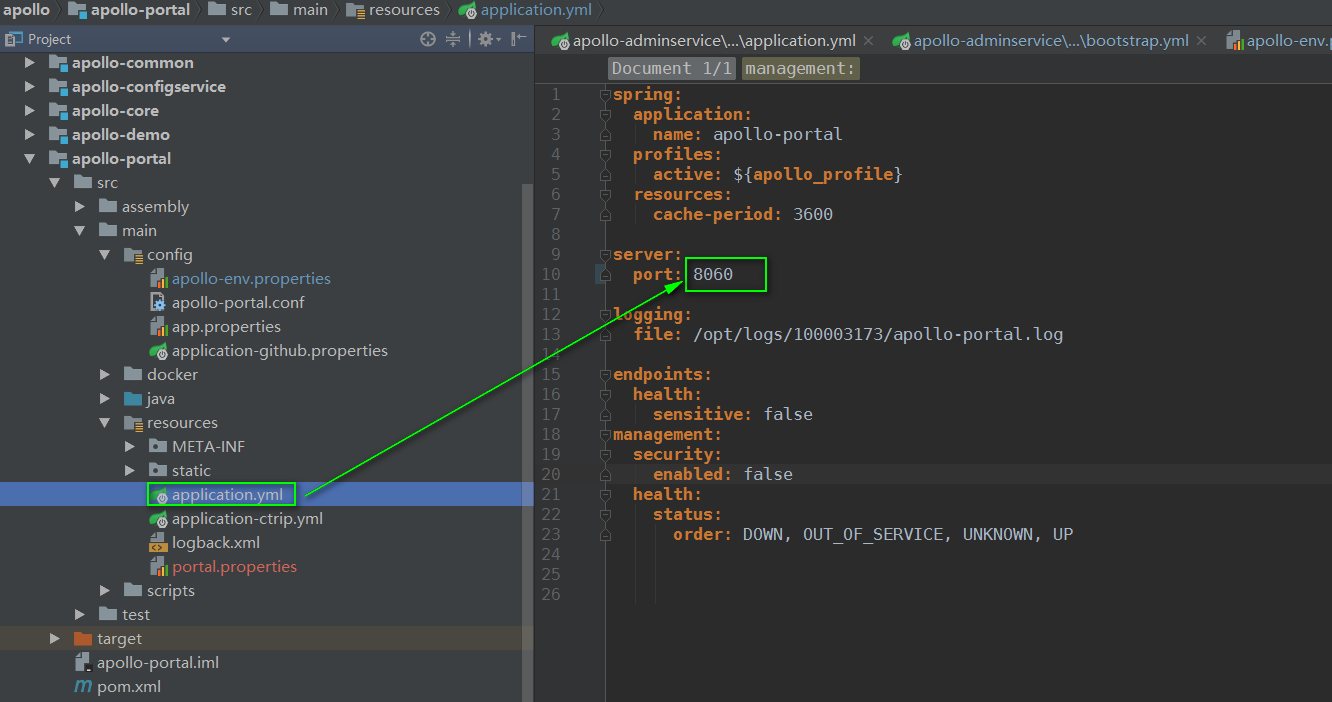 apollo apollo-portal src main resources application.yml
Project
apollo-common
apollo-configservice
apollo-core
apollo-demo
apollo-portal
src
assembly
main
config
apollo-env.properties
apollo-portal.conf
app.properties
application-github.properties
docker
java
resources
META-INF
static
application.yml
application-ctrip.yml
logback.xml
portal.properties
scripts
test
target
apollo-portal.iml
pom.xml
apollo-adminservice\...\application.yml apollo-adminservice\...\bootstrap.yml apollo-env.p
Document 1/1 management:
1 spring:
2 application:
3 name: apollo-portal
4 profiles:
5 active: ${apollo_profile}
6 resources:
7 cache-period: 3600
8
9 server:
10 port: 8060
11
12 logging:
13 file: /opt/logs/100003173/apollo-portal.log
14
15 endpoints:
16 health:
17 sensitive: false
18 management:
19 security:
20 enabled: false
21 health:
22 status:
23 order: DOWN, OUT_OF_SERVICE, UNKNOWN, UP
24
25
26